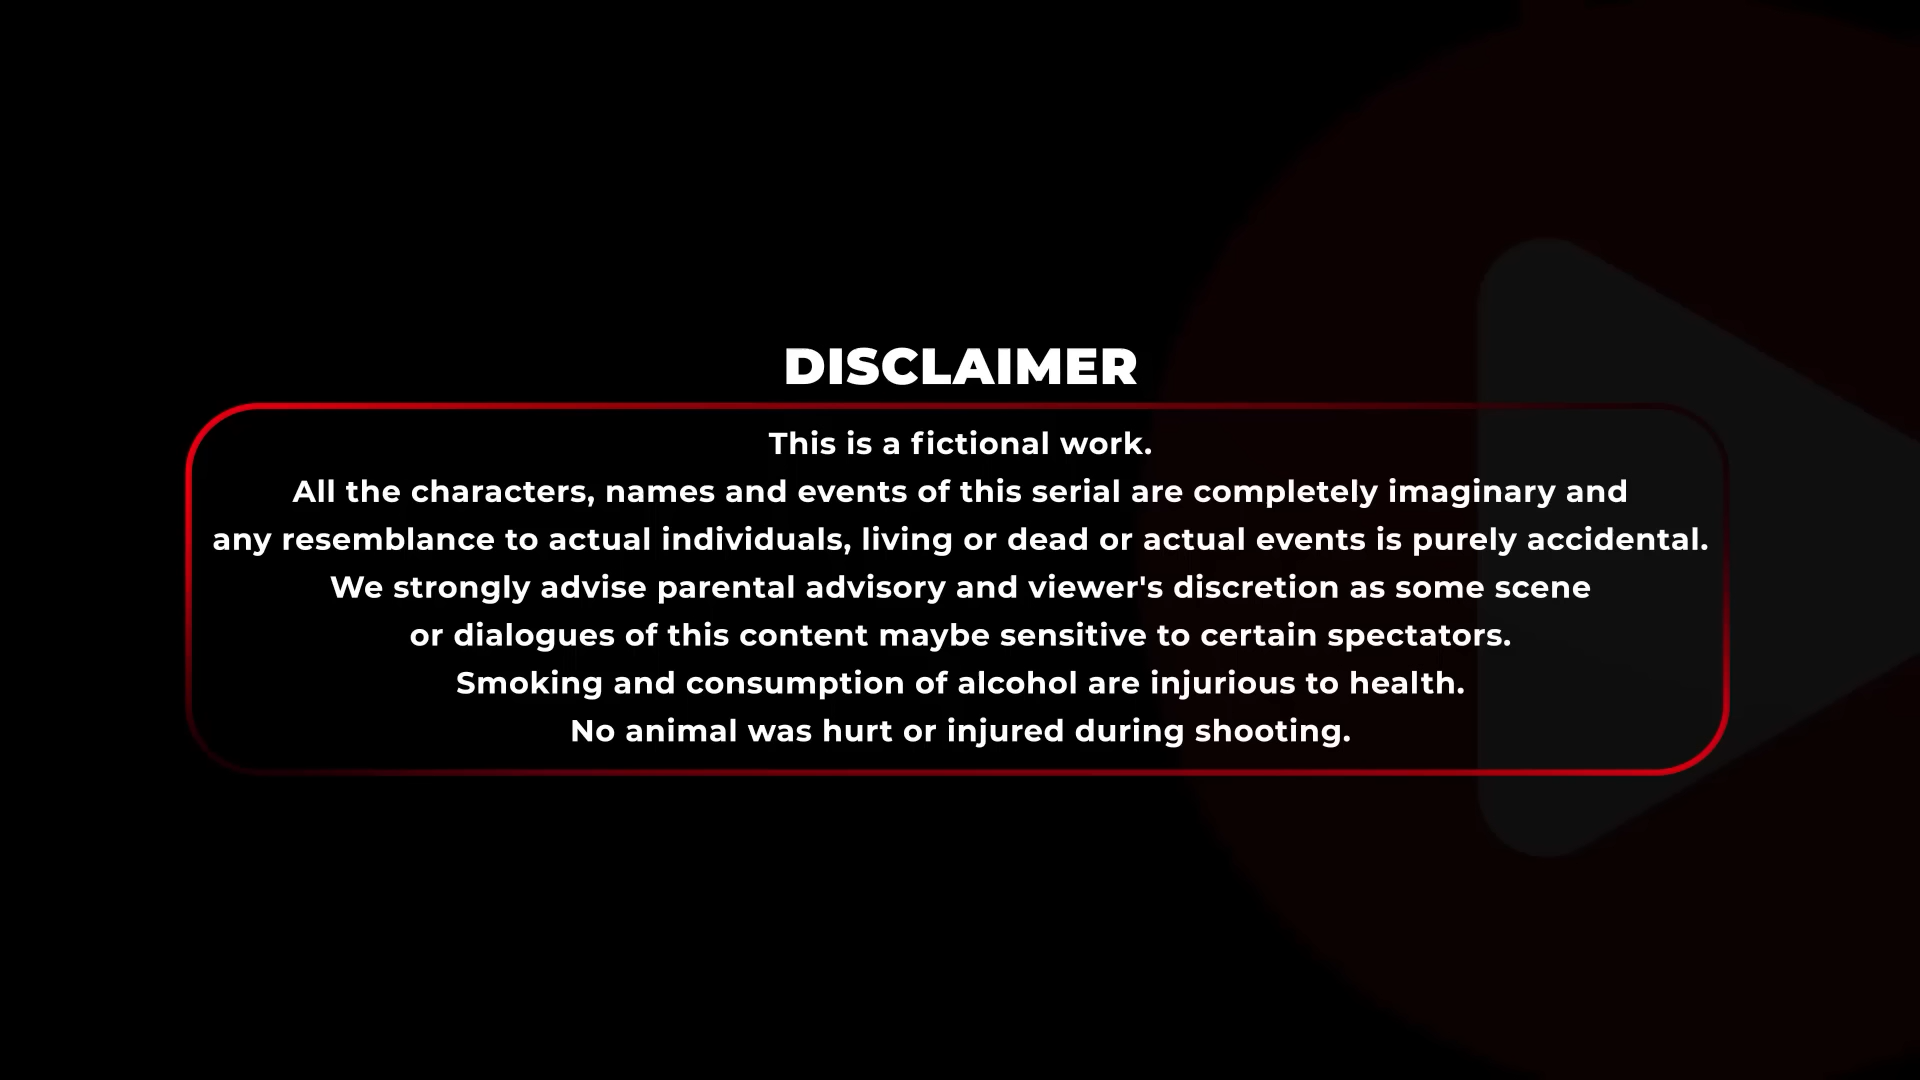 DISCLAIMER
This is a fictional work.
All the characters, names and events of this serial are completely imaginary and
any resemblance to actual individuals, living or dead or actual events is purely accidental.
We strongly advise parental advisory and viewer's discretion as some scene
or dialogues of this content maybe sensitive to certain spectators.
Smoking and consumption of alcohol are injurious to health.
No animal was hurt or injured during shooting.